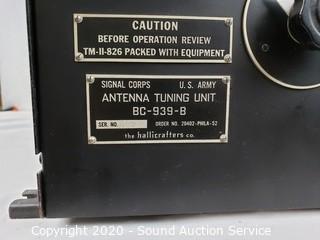 CAUTION
BEFORE OPERATION REVIEW
TM-11-826 PACKED WITH EQUIPMENT
SIGNAL CORPS U. S. ARMY
ANTENNA TUNING UNIT
BC-939-B
SER. NO. ORDER NO. 20402-PHILA-52
the hallicrafters co.
Copyright 2020 - Sound Auction Service